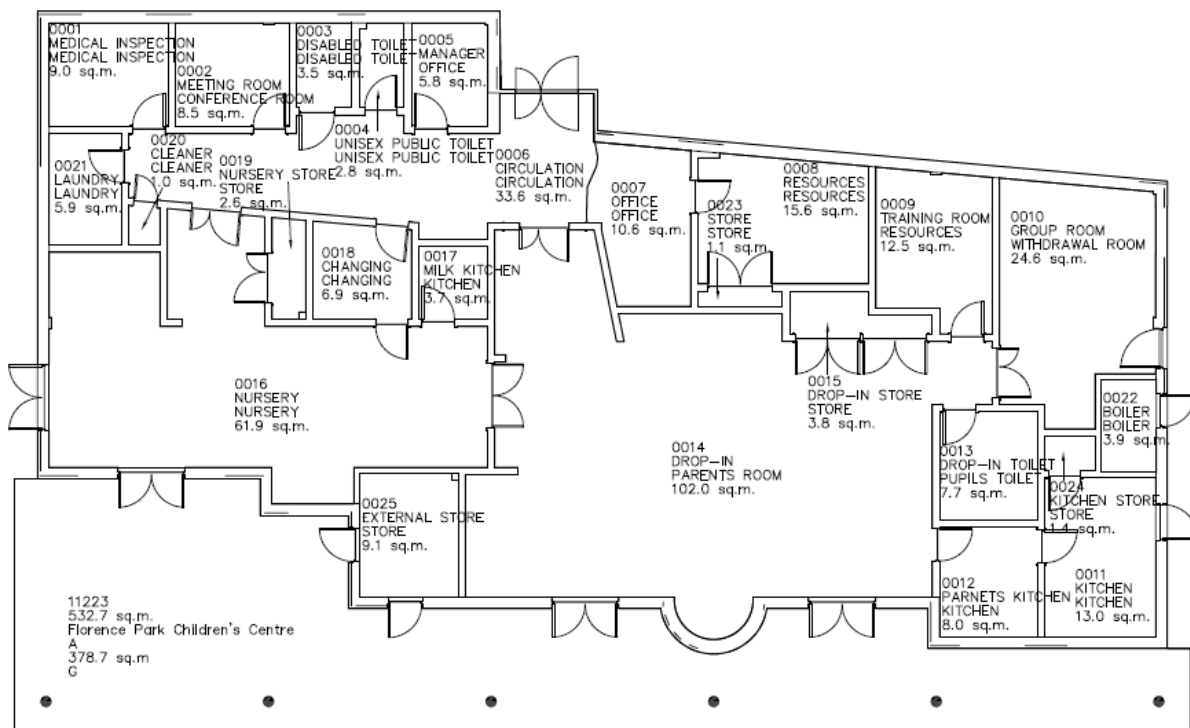 0001
MEDICAL INSPECTION
MEDICAL INSPECTION
9.0 sq.m.
0002
MEETING ROOM
CONFERENCE ROOM
8.5 sq.m.
0003
DISABLED TOILET
DISABLED TOILET
3.5 sq.m.
0005
MANAGER
OFFICE
5.8 sq.m.
0004
UNISEX PUBLIC TOILET
UNISEX PUBLIC TOILET
2.8 sq.m.
0020
CLEANER
CLEANER
1.0 sq.m.
0019
NURSERY STORE
STORE
2.6 sq.m.
0021
LAUNDRY
LAUNDRY
5.9 sq.m.
0006
CIRCULATION
CIRCULATION
33.6 sq.m.
0007
OFFICE
OFFICE
10.6 sq.m.
0023
STORE
STORE
1.1 sq.m.
0008
RESOURCES
RESOURCES
15.6 sq.m.
0009
TRAINING ROOM
RESOURCES
12.5 sq.m.
0010
GROUP ROOM
WITHDRAWAL ROOM
24.6 sq.m.
0018
CHANGING
CHANGING
6.9 sq.m.
0017
MILK KITCHEN
KITCHEN
3.7 sq.m.
0016
NURSERY
NURSERY
61.9 sq.m.
0015
DROP-IN STORE
STORE
3.8 sq.m.
0022
BOILER
BOILER
3.9 sq.m.
0014
DROP-IN
PARENTS ROOM
102.0 sq.m.
0013
DROP-IN TOILET
PUPILS TOILET
7.7 sq.m.
0024
KITCHEN STORE
STORE
1.4 sq.m.
0025
EXTERNAL STORE
STORE
9.1 sq.m.
0012
PARNETS KITCHEN
KITCHEN
8.0 sq.m.
0011
KITCHEN
KITCHEN
13.0 sq.m.
11223
532.7 sq.m.
Florence Park Children's Centre
A
378.7 sq.m
G